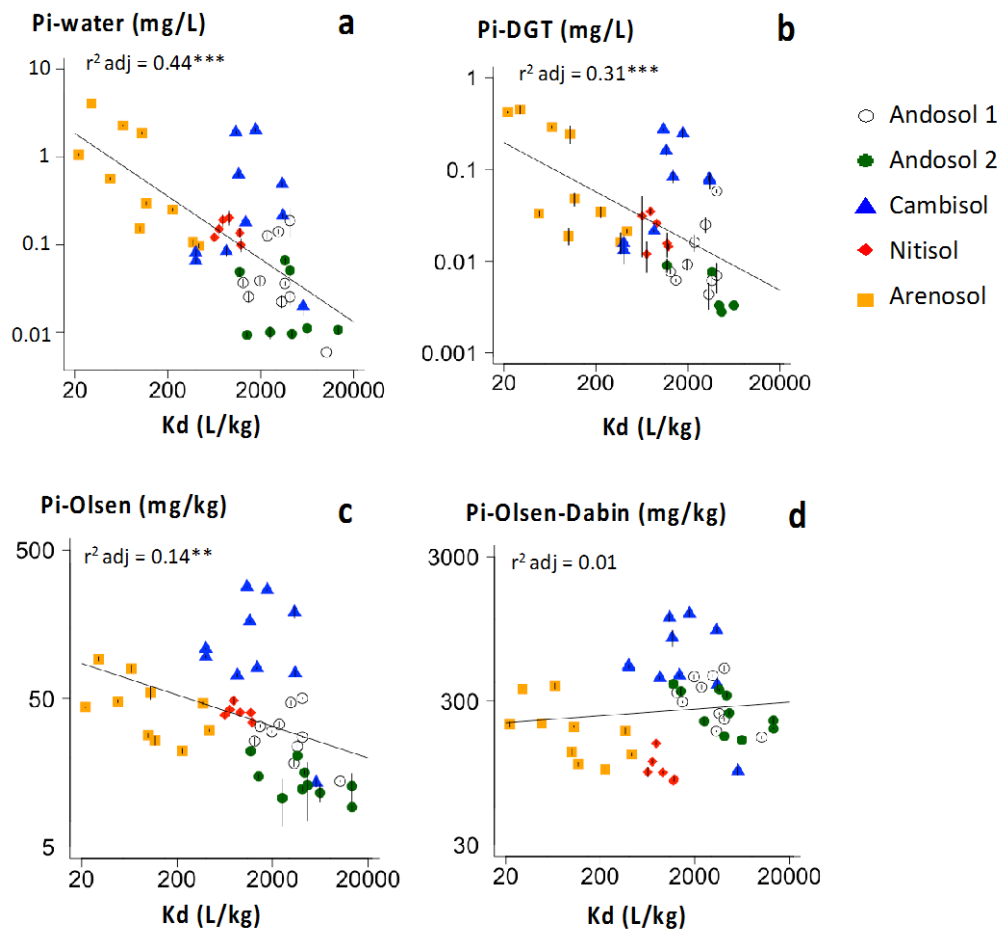 Pi-water (mg/L)
a
r² adj = 0.44***
10
1
0.1
0.01
20
200
2000
20000
Kd (L/kg)
Pi-DGT (mg/L)
b
r² adj = 0.31***
1
0.1
0.01
0.001
20
200
2000
20000
Kd (L/kg)
Andosol 1
Andosol 2
Cambisol
Nitisol
Arenosol
Pi-Olsen (mg/kg)
c
r² adj = 0.14**
500
50
5
20
200
2000
20000
Kd (L/kg)
Pi-Olsen-Dabin (mg/kg)
d
r² adj = 0.01
3000
300
30
20
200
2000
20000
Kd (L/kg)